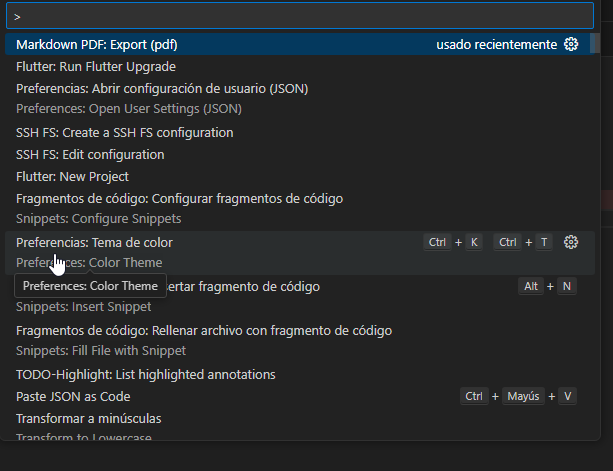 >
Markdown PDF: Export (pdf) usado recientemente
Flutter: Run Flutter Upgrade
Preferencias: Abrir configuración de usuario (JSON)
Preferences: Open User Settings (JSON)
SSH FS: Create a SSH FS configuration
SSH FS: Edit configuration
Flutter: New Project
Fragmentos de código: Configurar fragmentos de código
Snippets: Configure Snippets
Preferencias: Tema de color Ctrl + K Ctrl + T
Preferences: Color Theme
Preferences: Color Theme
ertar fragmento de código Alt + N
Snippets: Insert Snippet
Fragmentos de código: Rellenar archivo con fragmento de código
Snippets: Fill File with Snippet
TODO-Highlight: List highlighted annotations
Paste JSON as Code Ctrl + Mayús + V
Transformar a minúsculas
Transform to Lowercase